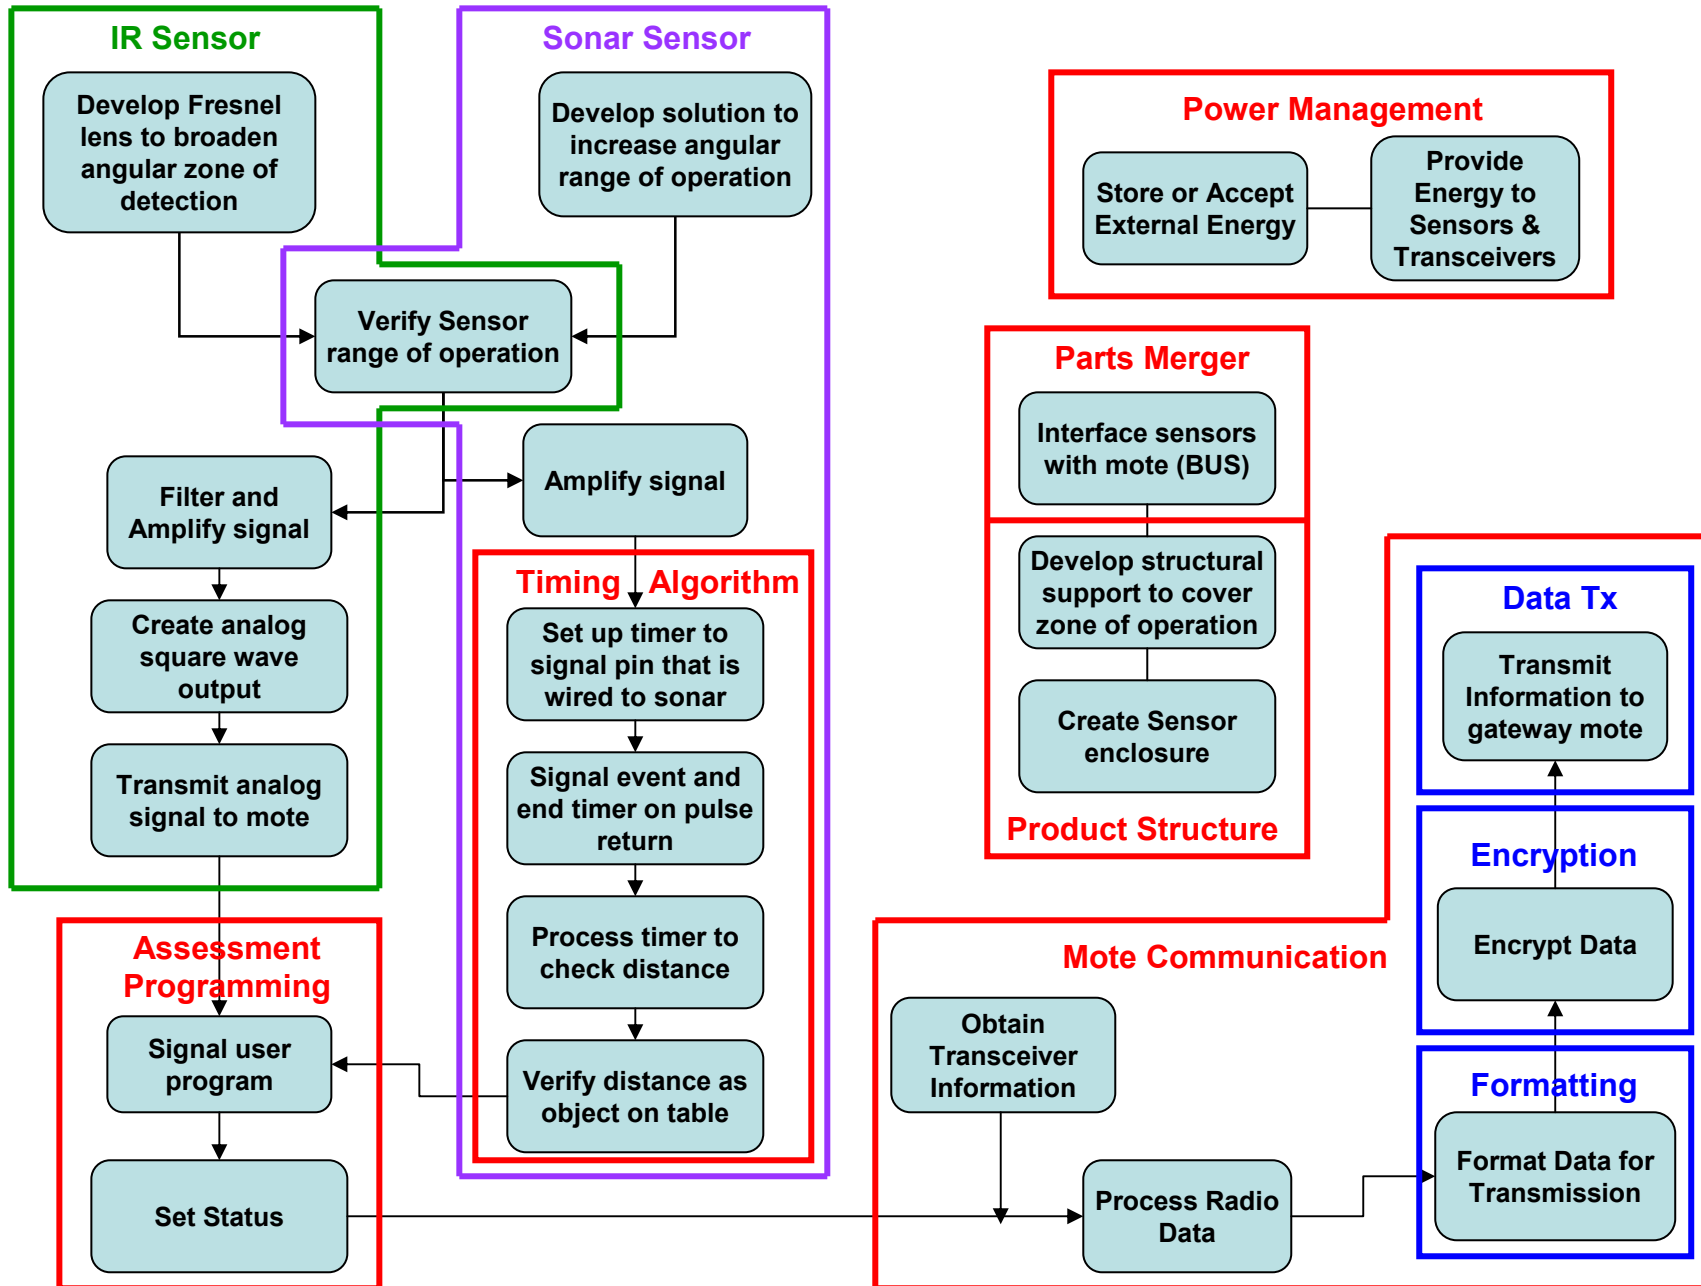 IR Sensor
Develop Fresnel
lens to broaden
angular zone of
detection
Sonar Sensor
Develop solution to
increase angular
range of operation
Verify Sensor
range of operation
Filter and
Amplify signal
Create analog
square wave
output
Transmit analog
signal to mote
Amplify signal
Timing Algorithm
Set up timer to
signal pin that is
wired to sonar
Signal event and
end timer on pulse
return
Process timer to
check distance
Verify distance as
object on table
Assessment
Programming
Signal user
program
Set Status
Power Management
Store or Accept
External Energy
Provide
Energy to
Sensors &
Transceivers
Parts Merger
Interface sensors
with mote (BUS)
Develop structural
support to cover
zone of operation
Create Sensor
enclosure
Product Structure
Mote Communication
Obtain
Transceiver
Information
Process Radio
Data
Formatting
Format Data for
Transmission
Encryption
Encrypt Data
Data Tx
Transmit
Information to
gateway mote